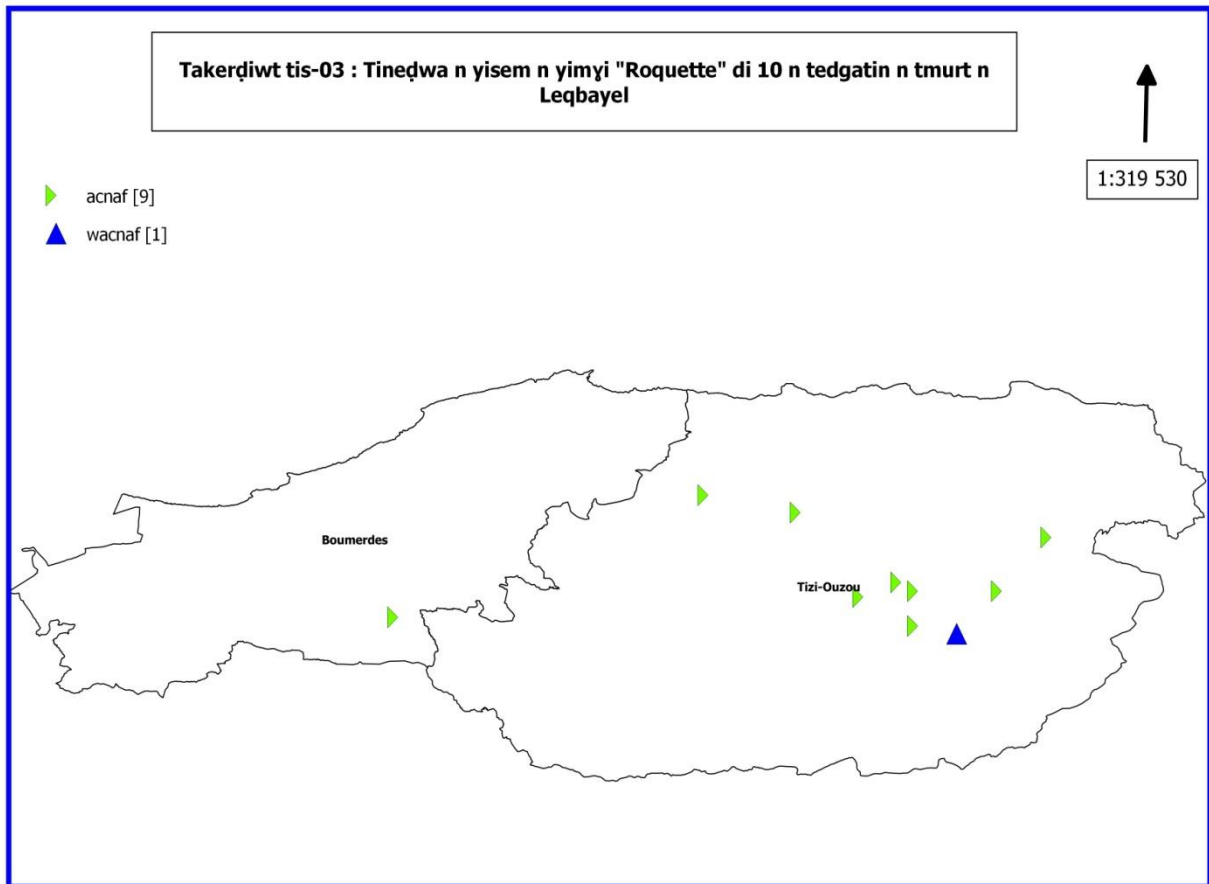 Takerḍiwt tis-03 : Tineḍwa n yisem n yimɣi "Roquette" di 10 n tedgatin n tmurt n
Leqbayel
1:319 530
acnaf [9]
wacnaf [1]
Boumerdes
Tizi-Ouzou